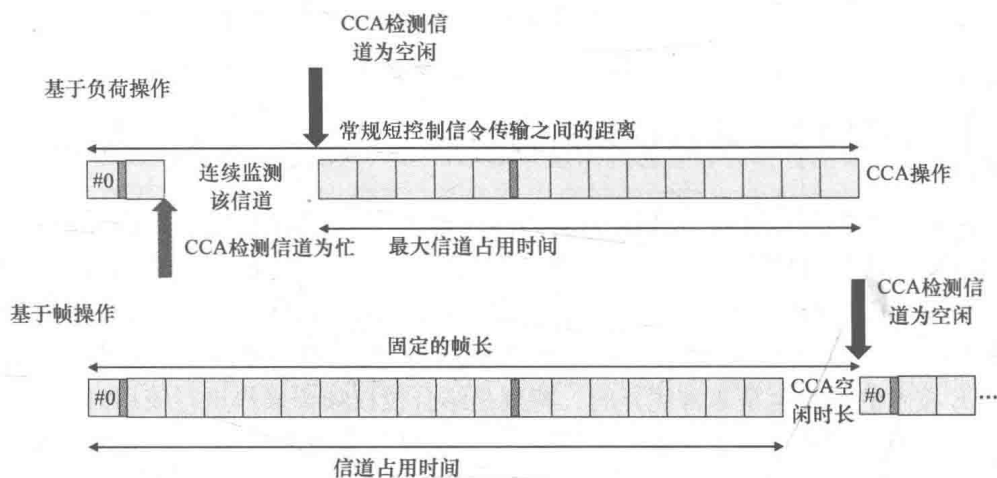 CCA检测信
道为空闲
基于负荷操作
常规短控制信令传输之间的距离
#0
连续监测
该信道
CCA操作
CCA检测信道为忙
最大信道占用时间
CCA检测信
道为空闲
基于帧操作
固定的帧长
#0
CCA空
闲时长
#0
...
信道占用时间